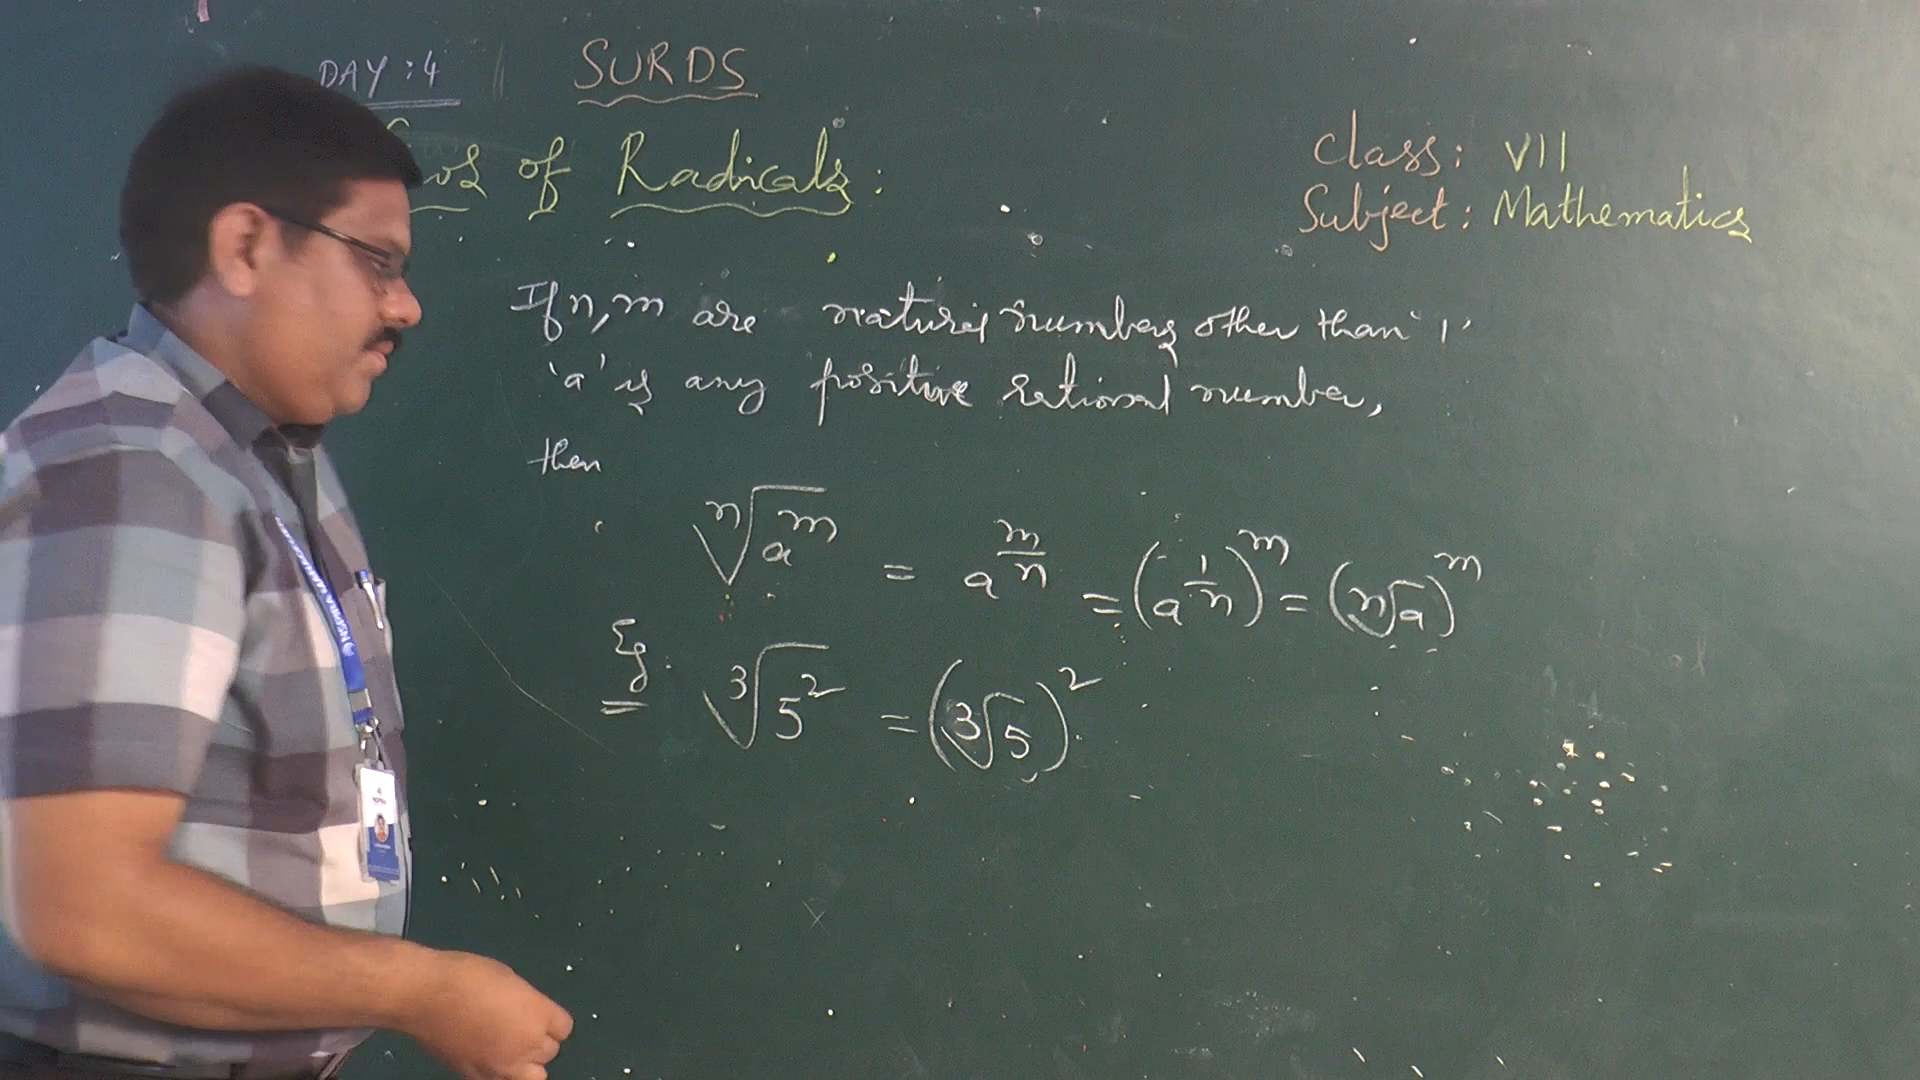 DAY : 4
SURDS
of Radicals :
Class : VII
Subject : Mathematics
If n, m are natural numbers other than '1'
'a' is any positive rational number,
then
ⁿ√a^m = a^(m/n) = (a^(1/n))^m = (ⁿ√a)^m
Eg: ³√5² = (³√5)²